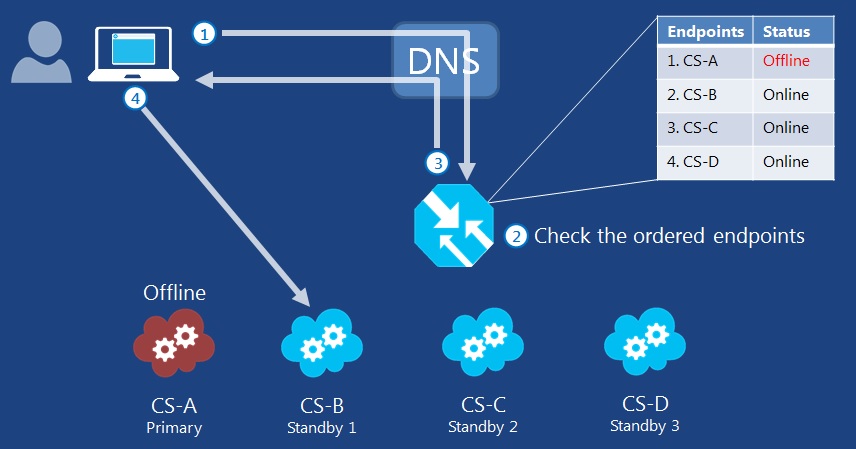 1
DNS
Endpoints Status
1. CS-A Offline
2. CS-B Online
3. CS-C Online
4. CS-D Online
4
3
2 Check the ordered endpoints
Offline
CS-A
Primary
CS-B
Standby 1
CS-C
Standby 2
CS-D
Standby 3